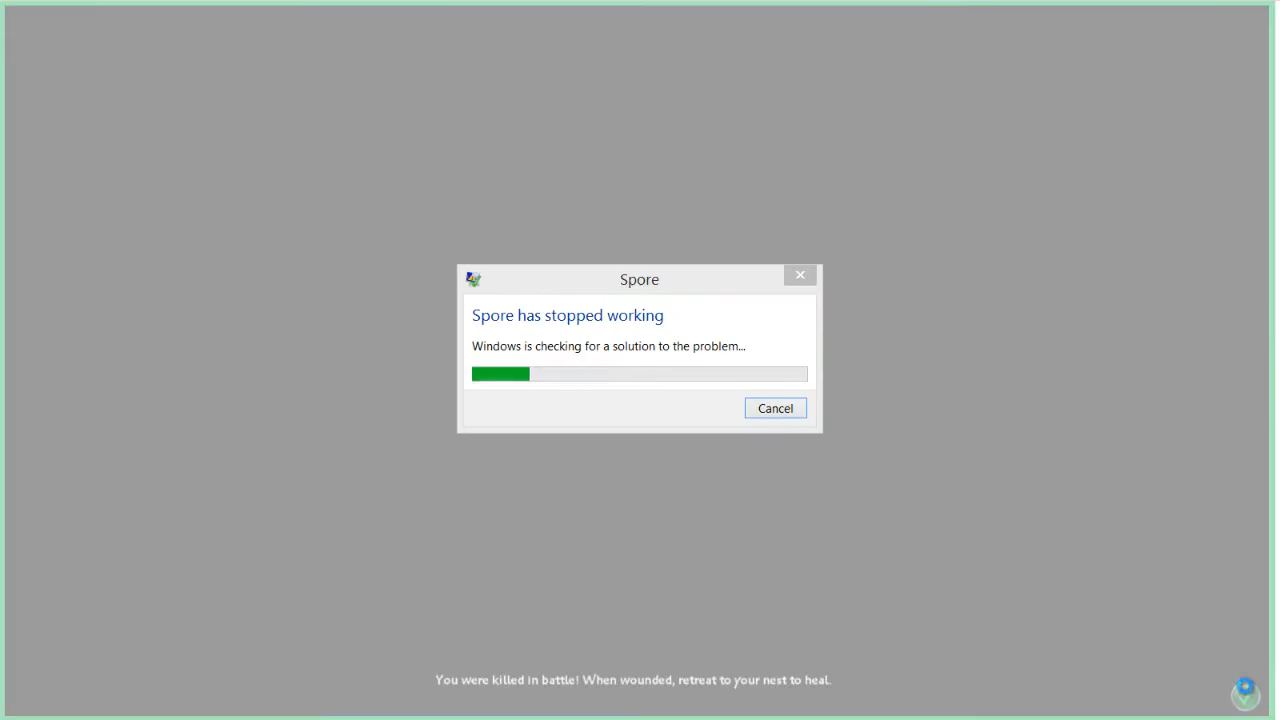 Spore
Spore has stopped working
Windows is checking for a solution to the problem...
Cancel
You were killed in battle! When wounded, retreat to your nest to heal.